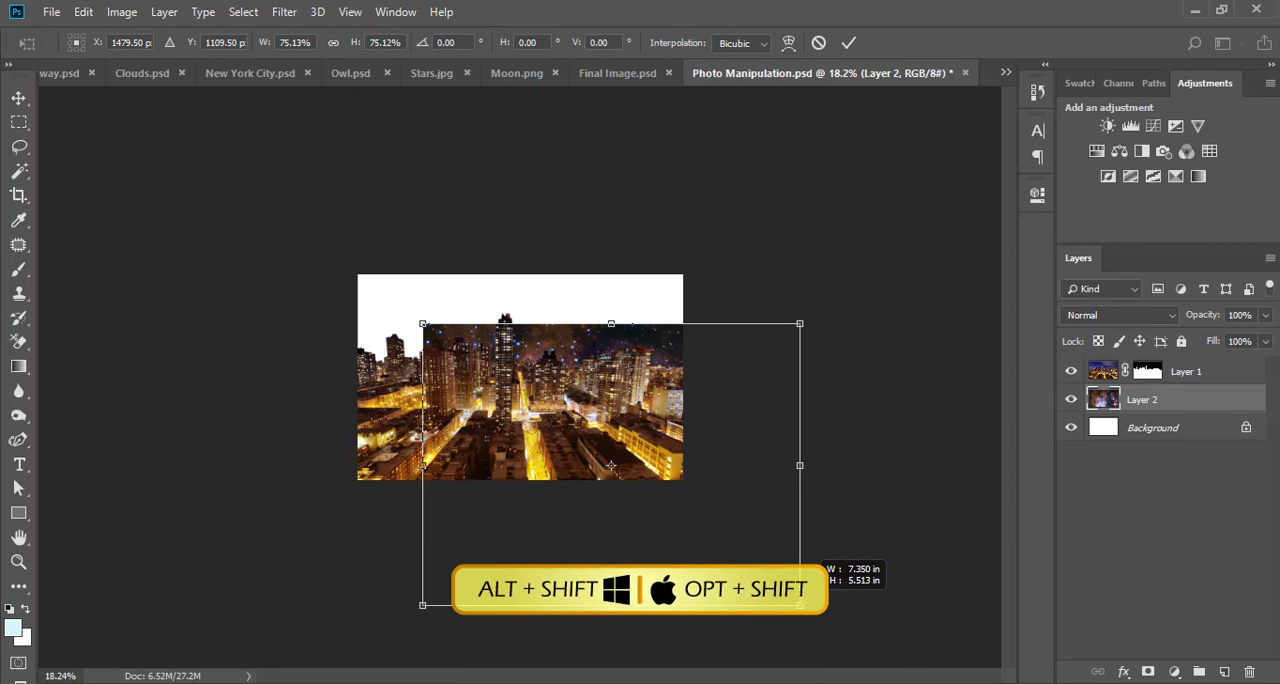 Ps File Edit Image Layer Type Select Filter 3D View Window Help
X: 1479.50 p: Y: 1109.50 p: W: 75.13% H: 75.12% 0.00 ° H: 0.00 ° V: 0.00 ° Interpolation: Bicubic
way.psd Clouds.psd New York City.psd Owl.psd Stars.jpg Moon.png Final Image.psd Photo Manipulation.psd @ 18.2% (Layer 2, RGB/8#) *
Swatch Chann Paths Adjustments
Add an adjustment
Layers
Kind
Normal Opacity: 100%
Lock: Fill: 100%
Layer 1
Layer 2
Background
W : 7.350 in
H : 5.513 in
ALT + SHIFT OPT + SHIFT
18.24% Doc: 6.52M/27.2M